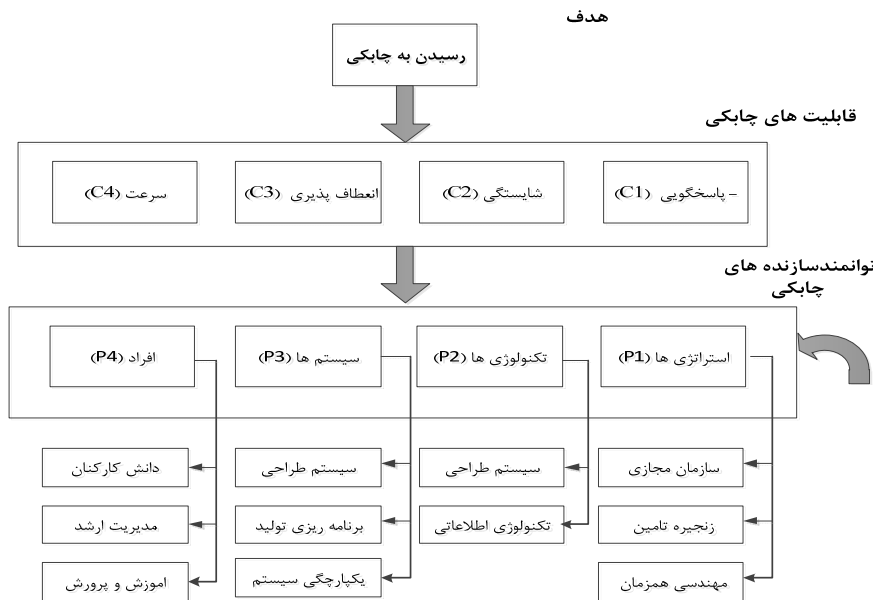 هدف
رسیدن به چابکی
قابلیت های چابکی
- پاسخگویی (C1)
شایستگی (C2)
انعطاف پذیری (C3)
سرعت (C4)
توانمندسازنده های
چابکی
استراتژی ها (P1)
تکنولوژی ها (P2)
سیستم ها (P3)
افراد (P4)
سازمان مجازی
سیستم طراحی
سیستم طراحی
دانش کارکنان
زنجیره تامین
تکنولوژی اطلاعاتی
برنامه ریزی تولید
مدیریت ارشد
مهندسی همزمان
یکپارچگی سیستم
اموزش و پرورش